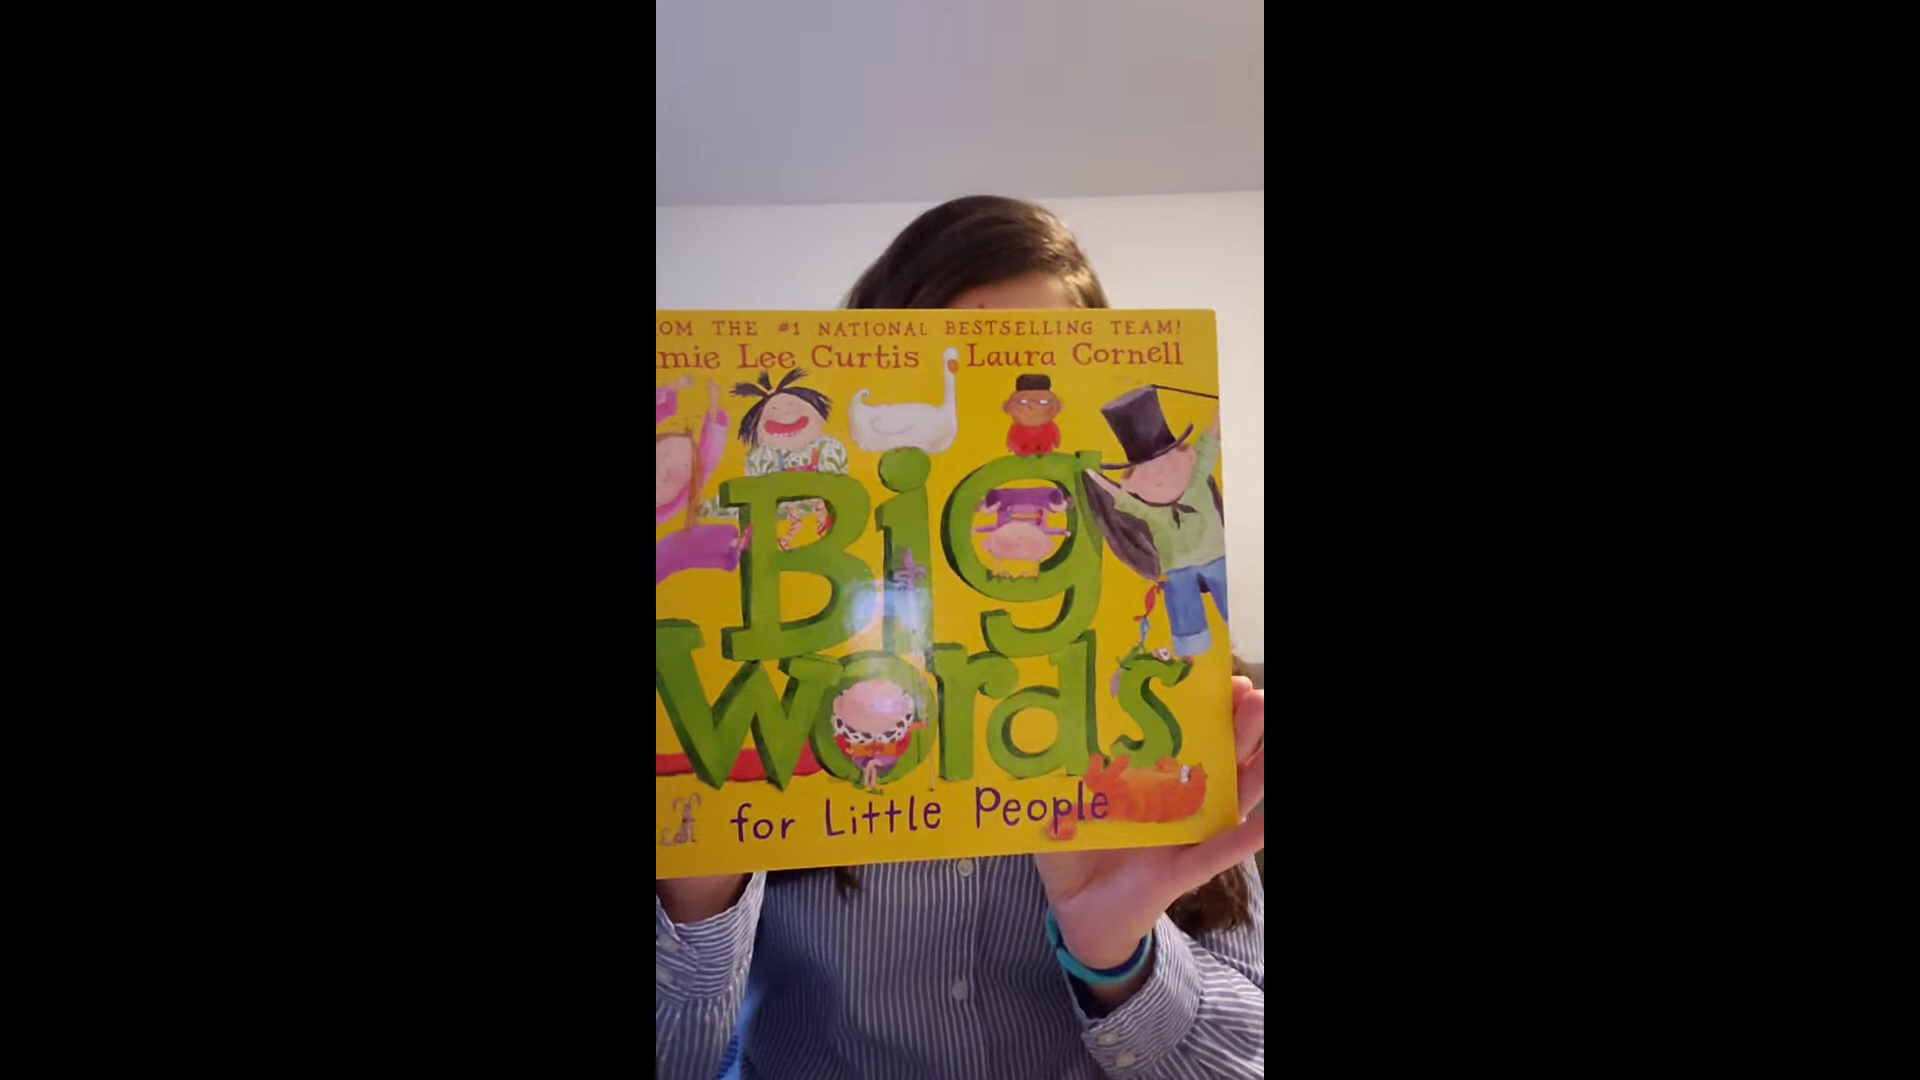 OM THE #1 NATIONAL BESTSELLING TEAM!
mie Lee Curtis Laura Cornell
Big
Words
for Little People